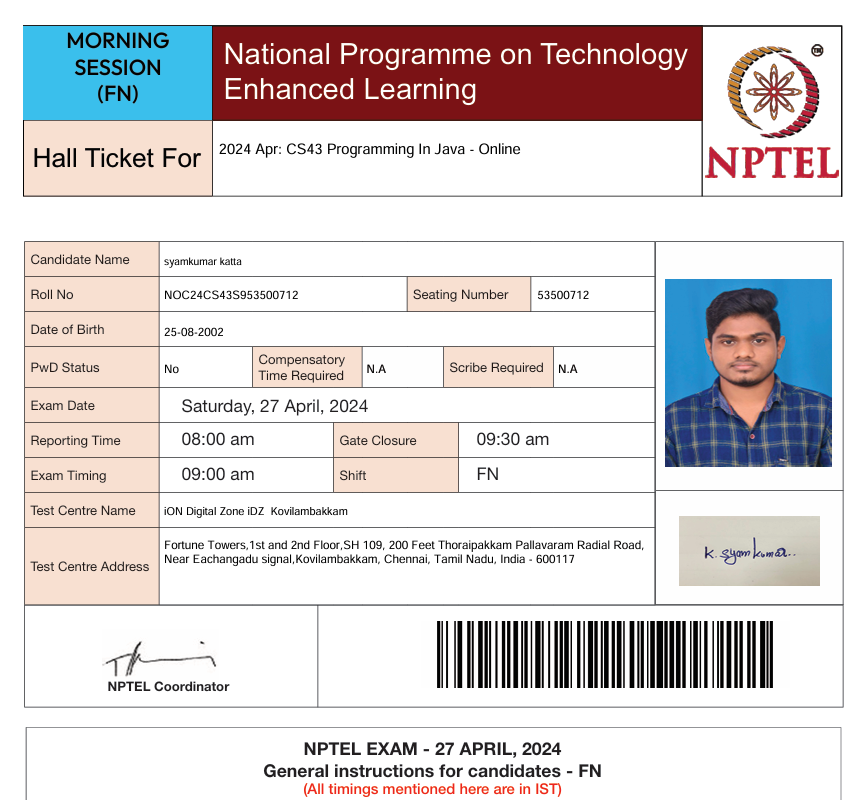 MORNING
SESSION
(FN)
National Programme on Technology
Enhanced Learning
TM
NPTEL
Hall Ticket For
2024 Apr: CS43 Programming In Java - Online
Candidate Name
syamkumar katta
Roll No
NOC24CS43S953500712
Seating Number
53500712
Date of Birth
25-08-2002
PwD Status
No
Compensatory
Time Required
N.A
Scribe Required
N.A
Exam Date
Saturday, 27 April, 2024
Reporting Time
08:00 am
Gate Closure
09:30 am
Exam Timing
09:00 am
Shift
FN
Test Centre Name
iON Digital Zone iDZ Kovilambakkam
Test Centre Address
Fortune Towers,1st and 2nd Floor,SH 109, 200 Feet Thoraipakkam Pallavaram Radial Road,
Near Eachangadu signal,Kovilambakkam, Chennai, Tamil Nadu, India - 600117
K. Syam kumar..
NPTEL Coordinator
NPTEL EXAM - 27 APRIL, 2024
General instructions for candidates - FN
(All timings mentioned here are in IST)